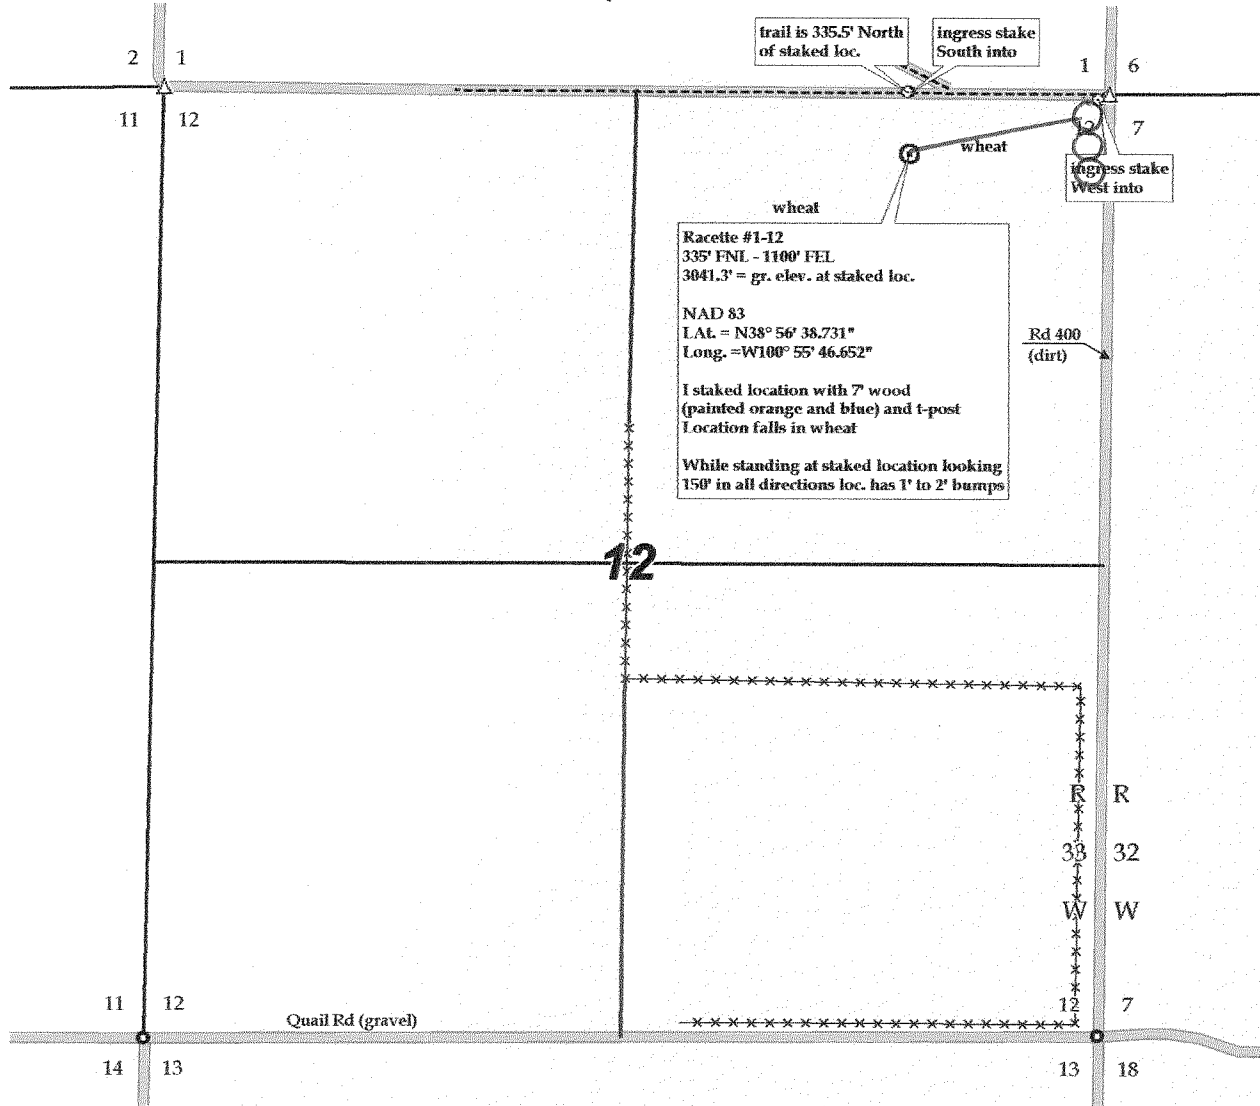 trail is 335.5' North
of staked loc.
ingress stake
South into
2 1
1 6
11 12
12 7
wheat
ingress stake
West into
wheat
Racette #1-12
335' FNL - 1100' FEL
3041.3' = gr. elev. at staked loc.
NAD 83
LAt. = N38° 56' 38.731"
Long. =W100° 55' 46.652"
I staked location with 7' wood
(painted orange and blue) and t-post
Location falls in wheat
While standing at staked location looking
150' in all directions loc. has 1' to 2' bumps
Rd 400
(dirt)
12
R R
33 32
W W
11 12
12 7
Quail Rd (gravel)
14 13
13 18